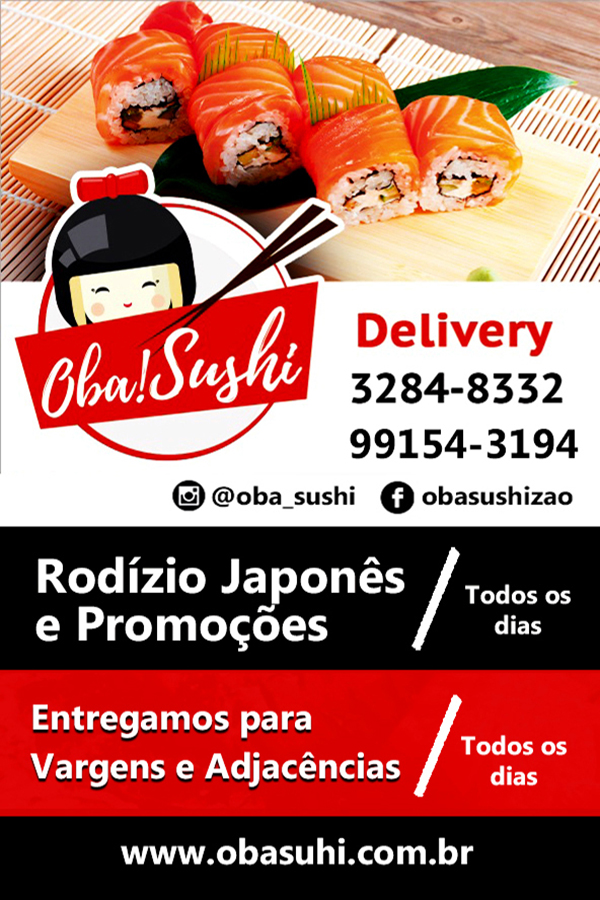 Oba! Sushi
Delivery
3284-8332
99154-3194
@oba_sushi
obasushizao
Rodízio Japonês
e Promoções
Todos os
dias
Entregamos para
Vargens e Adjacências
Todos os
dias
www.obasuhi.com.br